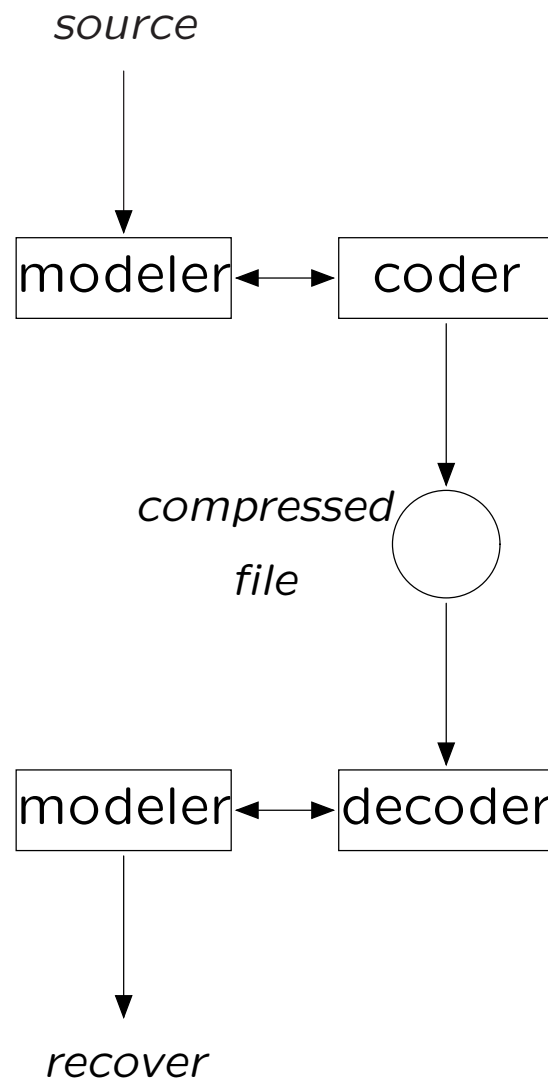 source
modeler
coder
compressed
file
modeler
decoder
recover